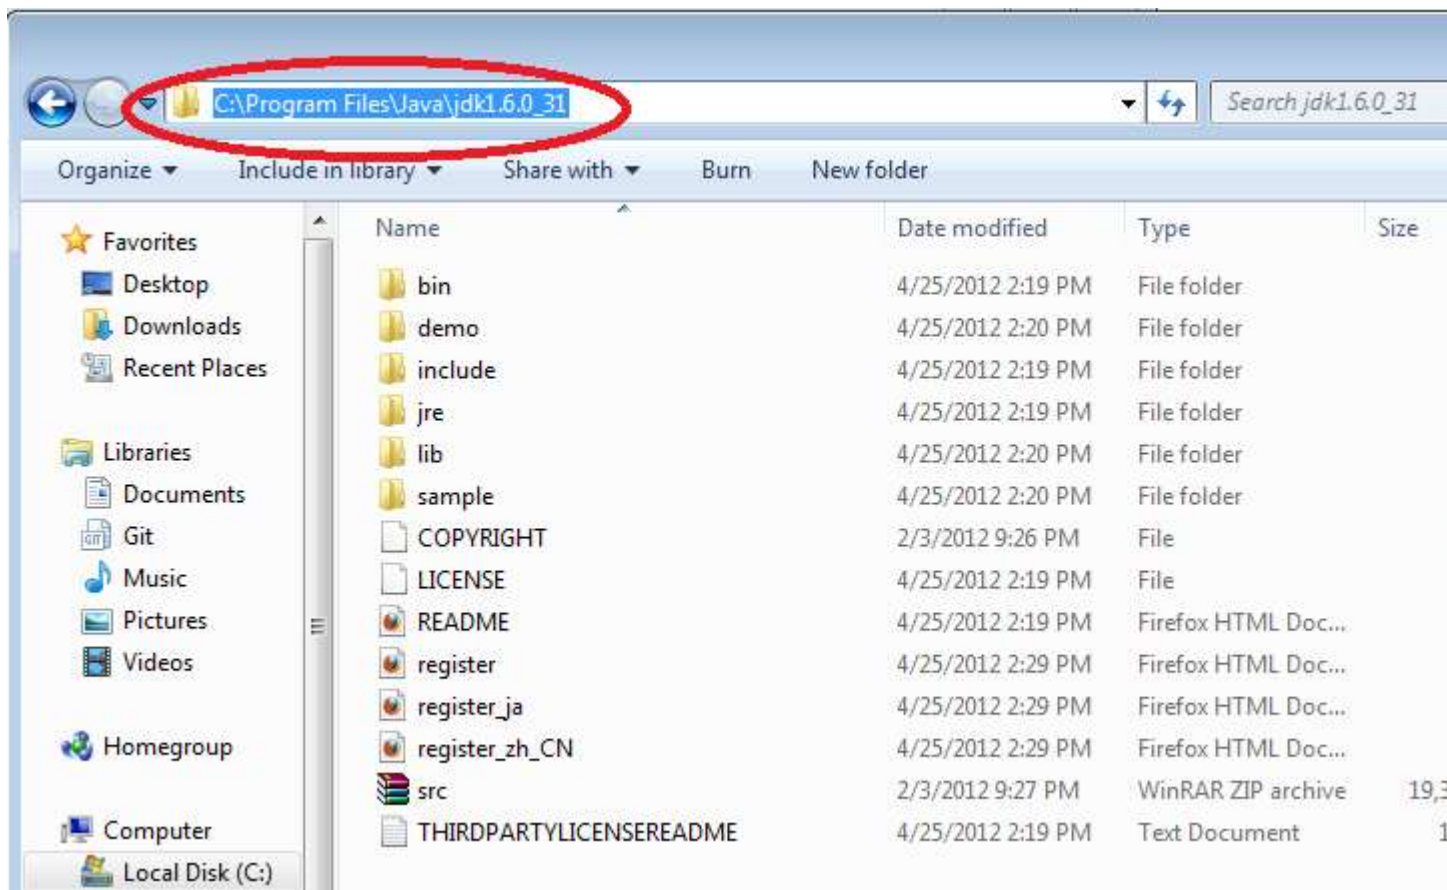 C:\Program Files\Java\jdk1.6.0_31
Search jdk1.6.0_31
Organize Include in library Share with Burn New folder
Favorites
Desktop
Downloads
Recent Places
Libraries
Documents
Git
Music
Pictures
Videos
Homegroup
Computer
Local Disk (C:)
Name Date modified Type Size
bin 4/25/2012 2:19 PM File folder
demo 4/25/2012 2:20 PM File folder
include 4/25/2012 2:19 PM File folder
jre 4/25/2012 2:19 PM File folder
lib 4/25/2012 2:20 PM File folder
sample 4/25/2012 2:20 PM File folder
COPYRIGHT 2/3/2012 9:26 PM File
LICENSE 4/25/2012 2:19 PM File
README 4/25/2012 2:19 PM Firefox HTML Doc...
register 4/25/2012 2:29 PM Firefox HTML Doc...
register_ja 4/25/2012 2:29 PM Firefox HTML Doc...
register_zh_CN 4/25/2012 2:29 PM Firefox HTML Doc...
src 2/3/2012 9:27 PM WinRAR ZIP archive 19,3
THIRDPARTYLICENSEREADME 4/25/2012 2:19 PM Text Document 1